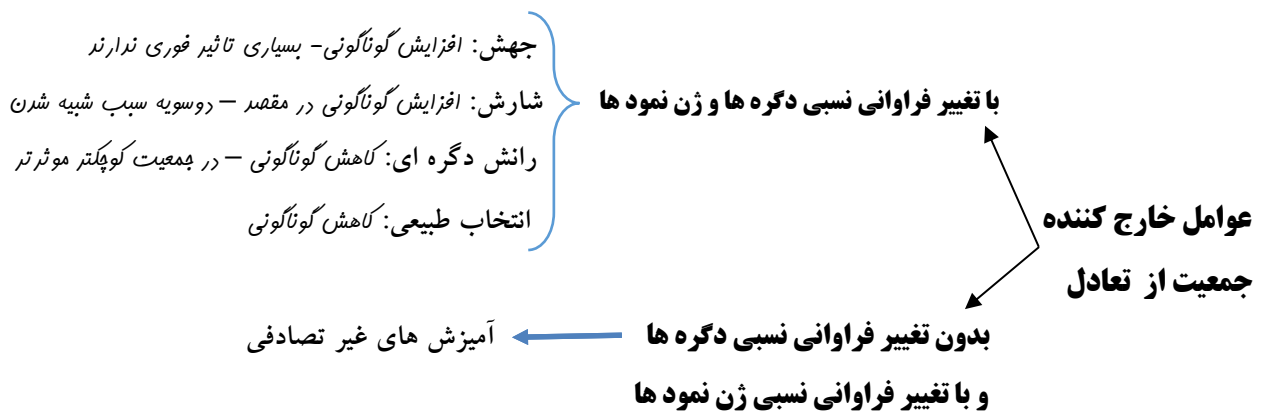 عوامل خارج کننده
جمعیت از تعادل
با تغییر فراوانی نسبی دگره ها و ژن نمود ها
جهش: افزایش گوناگونی- بسیاری تاثیر فوری ندارند
شارش: افزایش گوناگونی در مقصد – دوسویه سبب شبیه شدن
رانش دگره ای: کاهش گوناگونی – در جمعیت کوچکتر موثرتر
انتخاب طبیعی: کاهش گوناگونی
بدون تغییر فراوانی نسبی دگره ها
و با تغییر فراوانی نسبی ژن نمود ها
آمیزش های غیر تصادفی